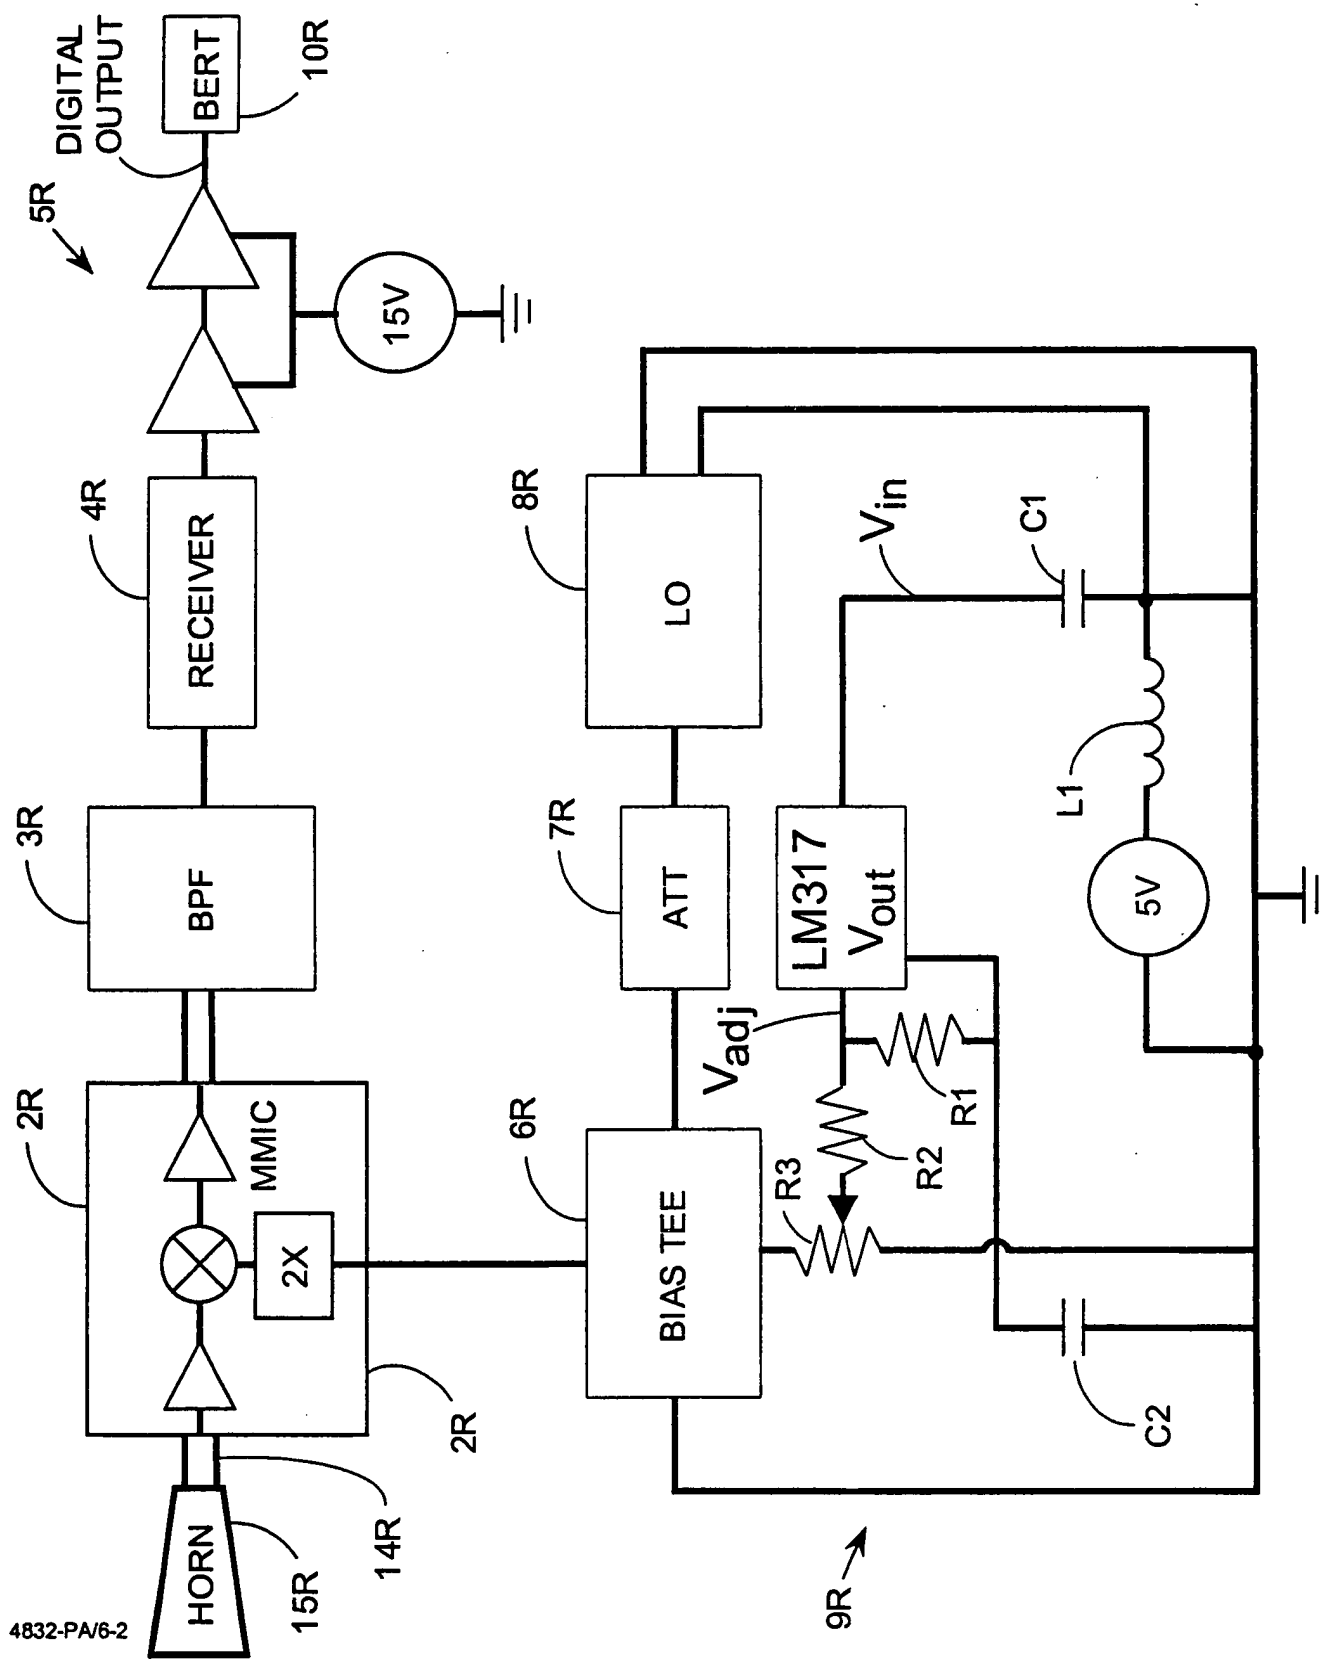 4832-PA/6-2
HORN
15R
14R
2R
2R
MMIC
2X
3R
BPF
4R
RECEIVER
5R
15V
DIGITAL
OUTPUT
BERT
10R
6R
BIAS TEE
7R
ATT
8R
LO
9R
LM317
Vout
Vadj
Vin
R1
R2
R3
C1
C2
L1
5V